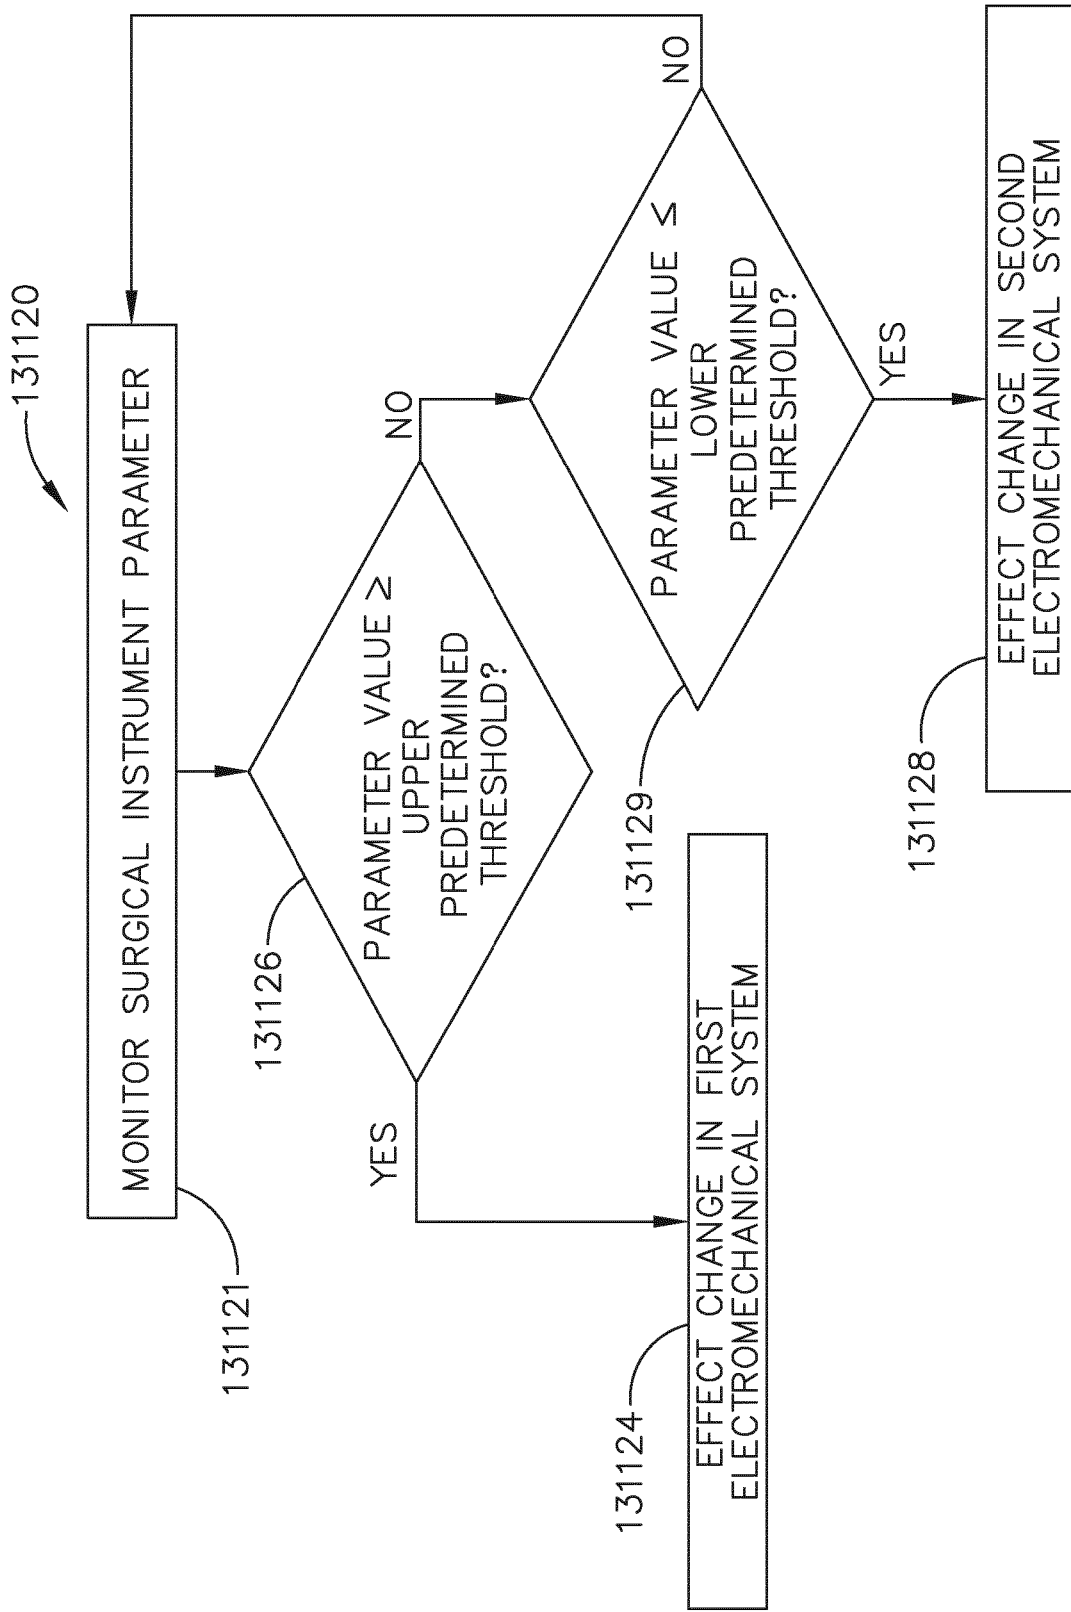 131120
MONITOR SURGICAL INSTRUMENT PARAMETER
131121
131126
PARAMETER VALUE ≥
UPPER
PREDETERMINED
THRESHOLD?
YES
NO
131129
PARAMETER VALUE ≤
LOWER
PREDETERMINED
THRESHOLD?
NO
YES
131124
EFFECT CHANGE IN FIRST
ELECTROMECHANICAL SYSTEM
131128
EFFECT CHANGE IN SECOND
ELECTROMECHANICAL SYSTEM